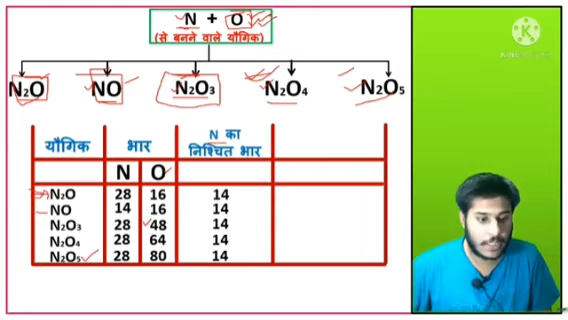 N + O
(से बनने वाले यौगिक)
N₂O NO N₂O₃ N₂O₄ N₂O₅
यौगिक भार N का निश्चित भार
N O
N₂O 28 16 14
NO 14 16 14
N₂O₃ 28 48 14
N₂O₄ 28 64 14
N₂O₅ 28 80 14
K
KINEMASTER